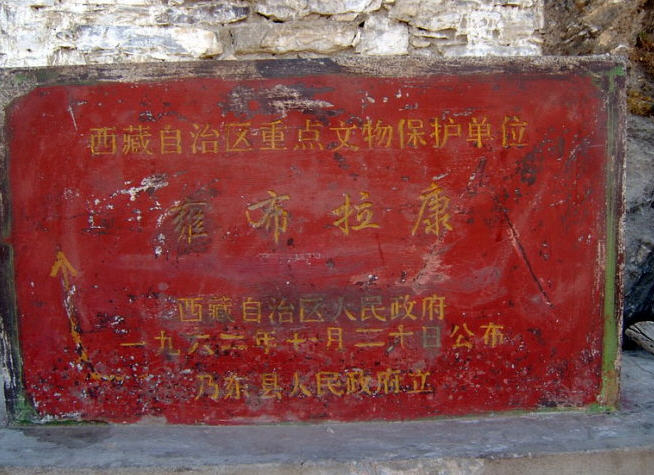 西藏自治区重点文物保护单位
雍布拉康
西藏自治区人民政府
一九六二年十月二十日公布
乃东县人民政府立